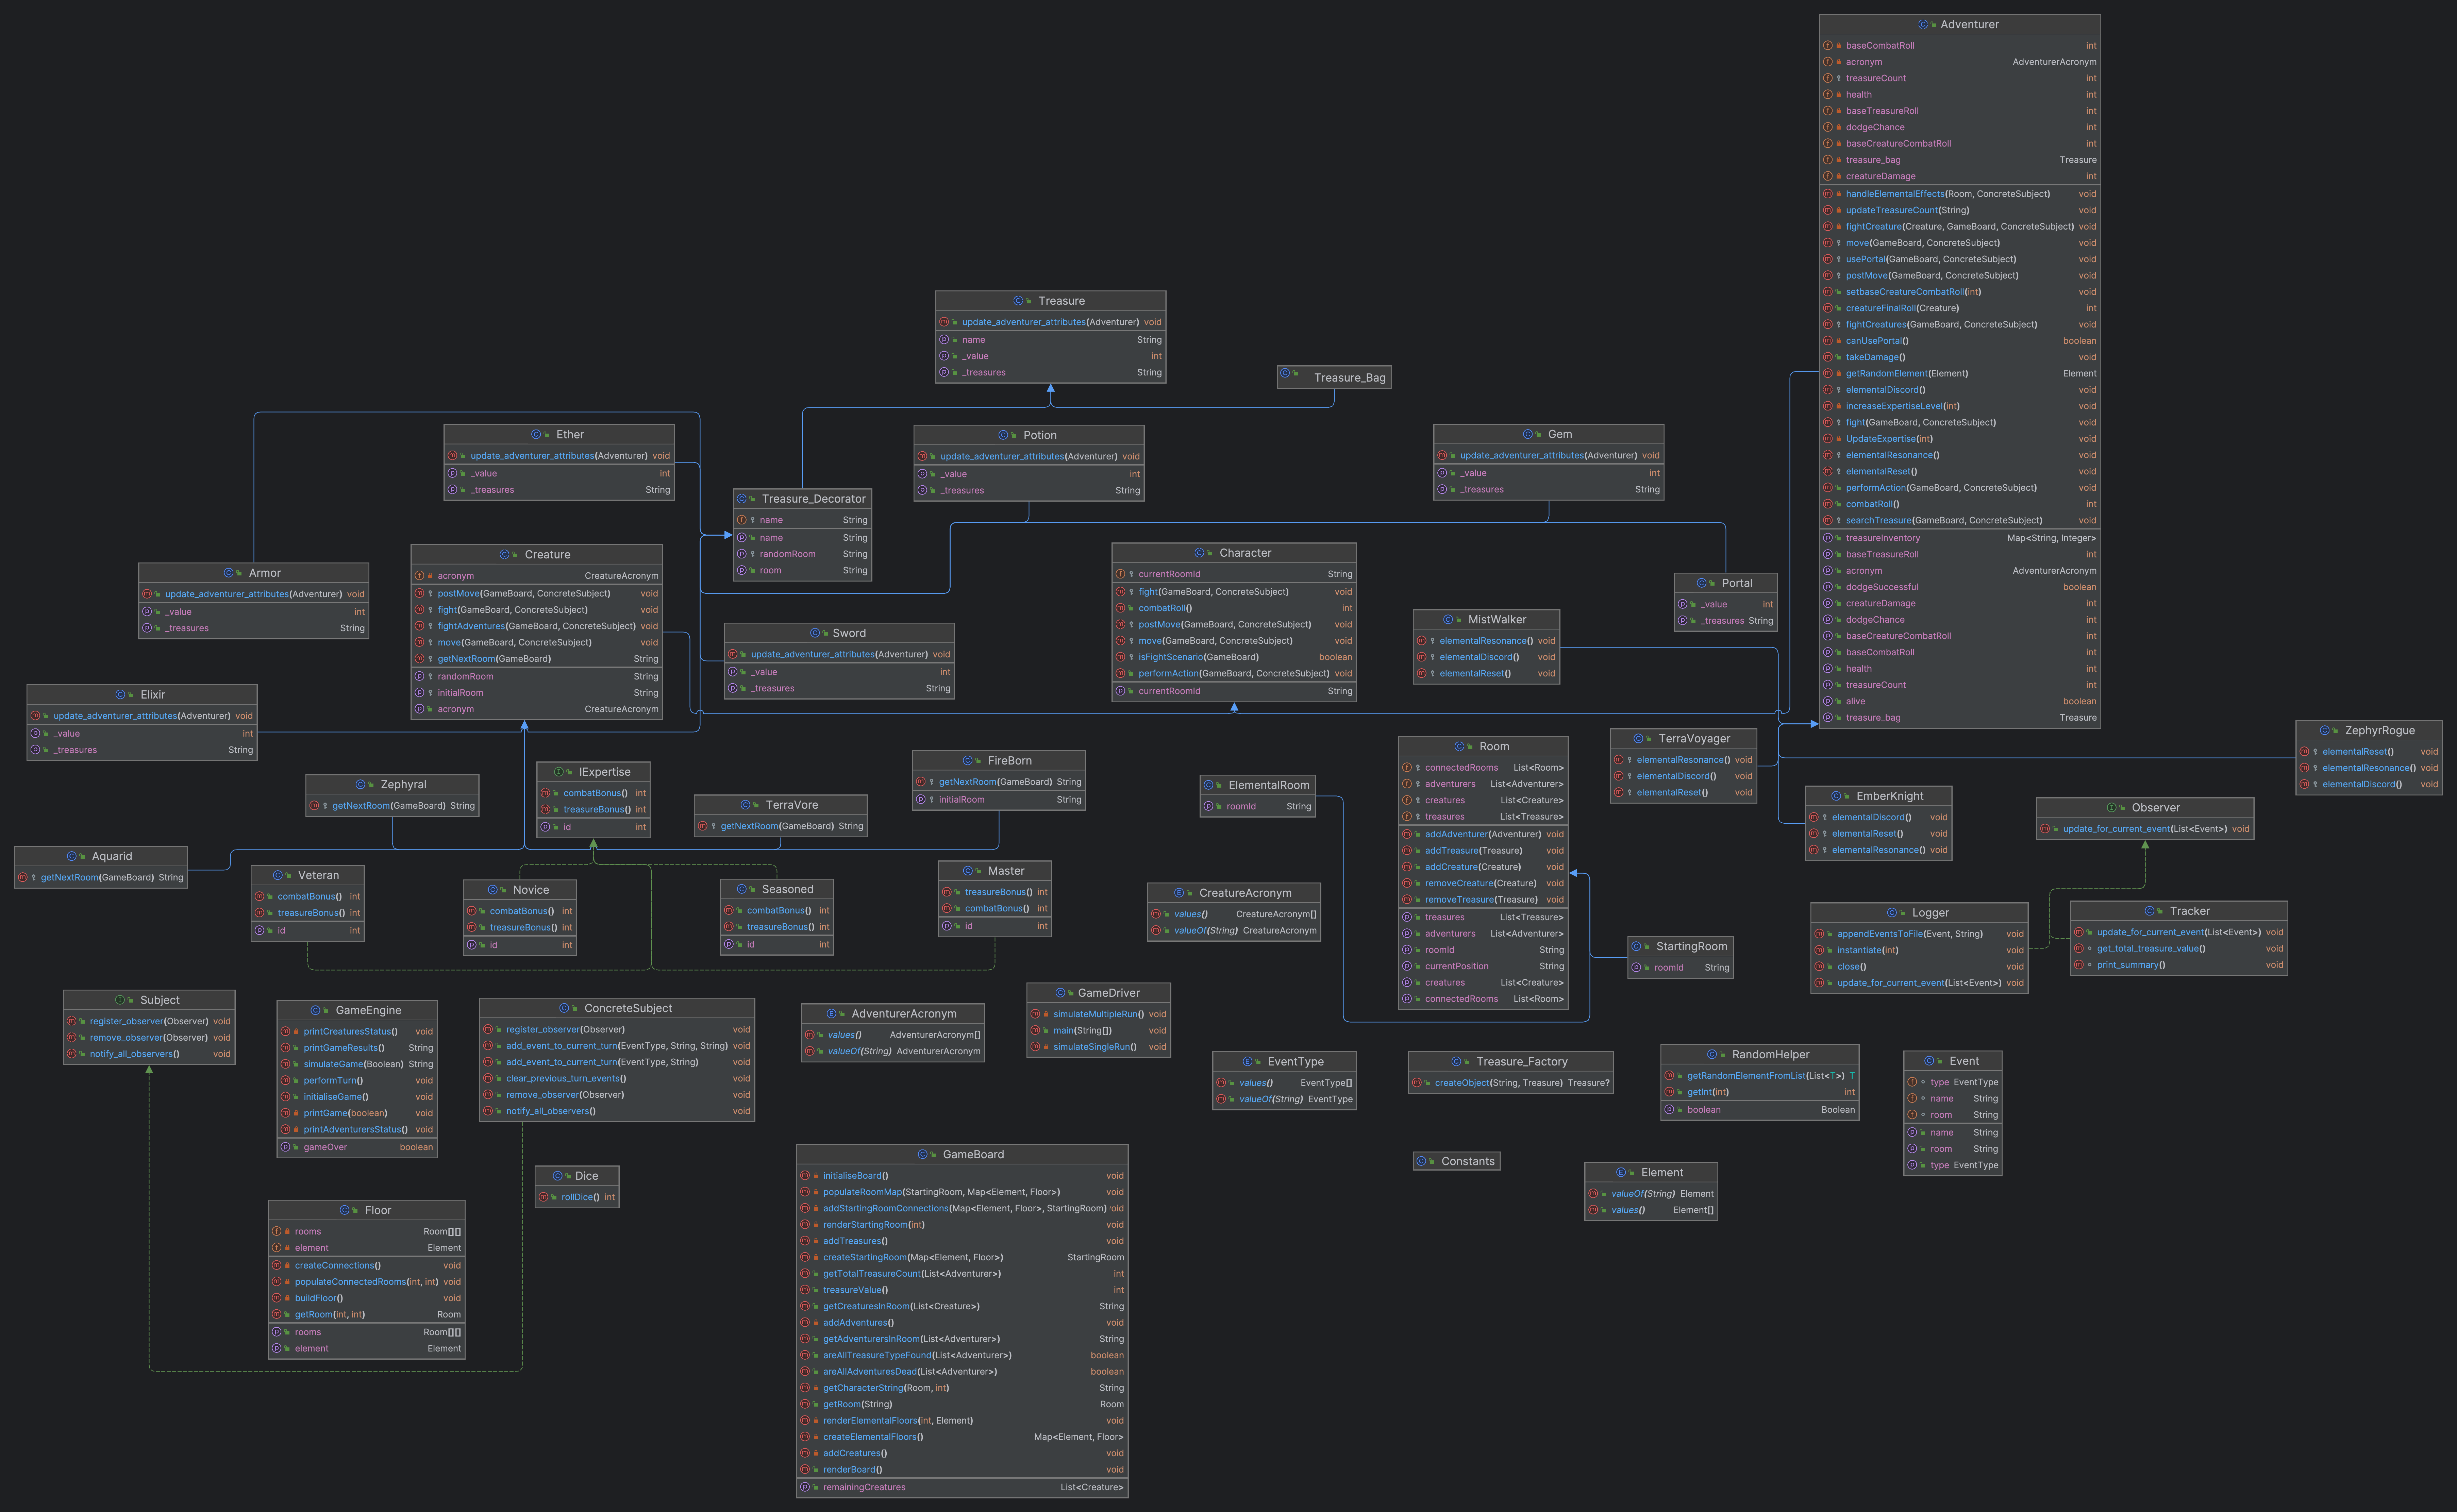 Adventurer
baseCombatRoll int
acronym AdventurerAcronym
treasureCount int
health int
baseTreasureRoll int
dodgeChance int
baseCreatureCombatRoll int
treasure_bag Treasure
creatureDamage int
handleElementalEffects(Room, ConcreteSubject) void
updateTreasureCount(String) void
fightCreature(Creature, GameBoard, ConcreteSubject) void
move(GameBoard, ConcreteSubject) void
usePortal(GameBoard, ConcreteSubject) void
postMove(GameBoard, ConcreteSubject) void
setbaseCreatureCombatRoll(int) void
creatureFinalRoll(Creature) int
fightCreatures(GameBoard, ConcreteSubject) void
canUsePortal() boolean
takeDamage() void
getRandomElement(Element) Element
elementalDiscord() void
increaseExpertiseLevel(int) void
fight(GameBoard, ConcreteSubject) void
UpdateExpertise(int) void
elementalResonance() void
elementalReset() void
performAction(GameBoard, ConcreteSubject) void
combatRoll() int
searchTreasure(GameBoard, ConcreteSubject) void
treasureInventory Map<String, Integer>
baseTreasureRoll int
acronym AdventurerAcronym
dodgeSuccessful boolean
creatureDamage int
dodgeChance int
baseCreatureCombatRoll int
baseCombatRoll int
health int
treasureCount int
alive boolean
treasure_bag Treasure
Treasure
update_adventurer_attributes(Adventurer) void
name String
_value int
_treasures String
Treasure_Bag
Ether
update_adventurer_attributes(Adventurer) void
_value int
_treasures String
Potion
update_adventurer_attributes(Adventurer) void
_value int
_treasures String
Gem
update_adventurer_attributes(Adventurer) void
_value int
_treasures String
Treasure_Decorator
name String
name String
randomRoom String
room String
Armor
update_adventurer_attributes(Adventurer) void
_value int
_treasures String
Creature
acronym CreatureAcronym
postMove(GameBoard, ConcreteSubject) void
fight(GameBoard, ConcreteSubject) void
fightAdventures(GameBoard, ConcreteSubject) void
move(GameBoard, ConcreteSubject) void
getNextRoom(GameBoard) String
randomRoom String
initialRoom String
acronym CreatureAcronym
Character
currentRoomId String
fight(GameBoard, ConcreteSubject) void
combatRoll() int
postMove(GameBoard, ConcreteSubject) void
move(GameBoard, ConcreteSubject) void
isFightScenario(GameBoard) boolean
performAction(GameBoard, ConcreteSubject) void
currentRoomId String
Portal
_value int
_treasures String
Sword
update_adventurer_attributes(Adventurer) void
_value int
_treasures String
MistWalker
elementalResonance() void
elementalDiscord() void
elementalReset() void
Elixir
update_adventurer_attributes(Adventurer) void
_value int
_treasures String
TerraVoyager
elementalResonance() void
elementalDiscord() void
elementalReset() void
ZephyrRogue
elementalReset() void
elementalResonance() void
elementalDiscord() void
Zephyral
getNextRoom(GameBoard) String
IExpertise
combatBonus() int
treasureBonus() int
id int
TerraVore
getNextRoom(GameBoard) String
FireBorn
getNextRoom(GameBoard) String
initialRoom String
ElementalRoom
roomId String
Room
connectedRooms List<Room>
adventurers List<Adventurer>
creatures List<Creature>
treasures List<Treasure>
addAdventurer(Adventurer) void
addTreasure(Treasure) void
addCreature(Creature) void
removeCreature(Creature) void
removeTreasure(Treasure) void
treasures List<Treasure>
adventurers List<Adventurer>
roomId String
currentPosition String
creatures List<Creature>
connectedRooms List<Room>
EmberKnight
elementalDiscord() void
elementalReset() void
elementalResonance() void
Observer
update_for_current_event(List<Event>) void
Aquarid
getNextRoom(GameBoard) String
Veteran
combatBonus() int
treasureBonus() int
id int
Novice
combatBonus() int
treasureBonus() int
id int
Seasoned
combatBonus() int
treasureBonus() int
id int
Master
treasureBonus() int
combatBonus() int
id int
CreatureAcronym
values() CreatureAcronym[]
valueOf(String) CreatureAcronym
StartingRoom
roomId String
Logger
appendEventsToFile(Event, String) void
instantiate(int) void
close() void
update_for_current_event(List<Event>) void
Tracker
update_for_current_event(List<Event>) void
get_total_treasure_value() void
print_summary() void
Subject
register_observer(Observer) void
remove_observer(Observer) void
notify_all_observers() void
GameEngine
printCreaturesStatus() void
printGameResults() String
simulateGame(Boolean) String
performTurn() void
initialiseGame() void
printGame(boolean) void
printAdventurersStatus() void
gameOver boolean
ConcreteSubject
register_observer(Observer) void
add_event_to_current_turn(EventType, String, String) void
add_event_to_current_turn(EventType, String) void
clear_previous_turn_events() void
remove_observer(Observer) void
notify_all_observers() void
AdventurerAcronym
values() AdventurerAcronym[]
valueOf(String) AdventurerAcronym
GameDriver
simulateMultipleRun() void
main(String[]) void
simulateSingleRun() void
EventType
values() EventType[]
valueOf(String) EventType
Treasure_Factory
createObject(String, Treasure) Treasure?
RandomHelper
getRandomElementFromList(List<T>) T
getInt(int) int
boolean Boolean
Event
type EventType
name String
room String
name String
room String
type EventType
Dice
rollDice() int
Constants
Element
valueOf(String) Element
values() Element[]
Floor
rooms Room[][]
element Element
createConnections() void
populateConnectedRooms(int, int) void
buildFloor() void
getRoom(int, int) Room
rooms Room[][]
element Element
GameBoard
initialiseBoard() void
populateRoomMap(StartingRoom, Map<Element, Floor>) void
addStartingRoomConnections(Map<Element, Floor>, StartingRoom) void
renderStartingRoom(int) void
addTreasures() void
createStartingRoom(Map<Element, Floor>) StartingRoom
getTotalTreasureCount(List<Adventurer>) int
treasureValue() int
getCreaturesInRoom(List<Creature>) String
addAdventures() void
getAdventurersInRoom(List<Adventurer>) String
areAllTreasureTypeFound(List<Adventurer>) boolean
areAllAdventuresDead(List<Adventurer>) boolean
getCharacterString(Room, int) String
getRoom(String) Room
renderElementalFloors(int, Element) void
createElementalFloors() Map<Element, Floor>
addCreatures() void
renderBoard() void
remainingCreatures List<Creature>